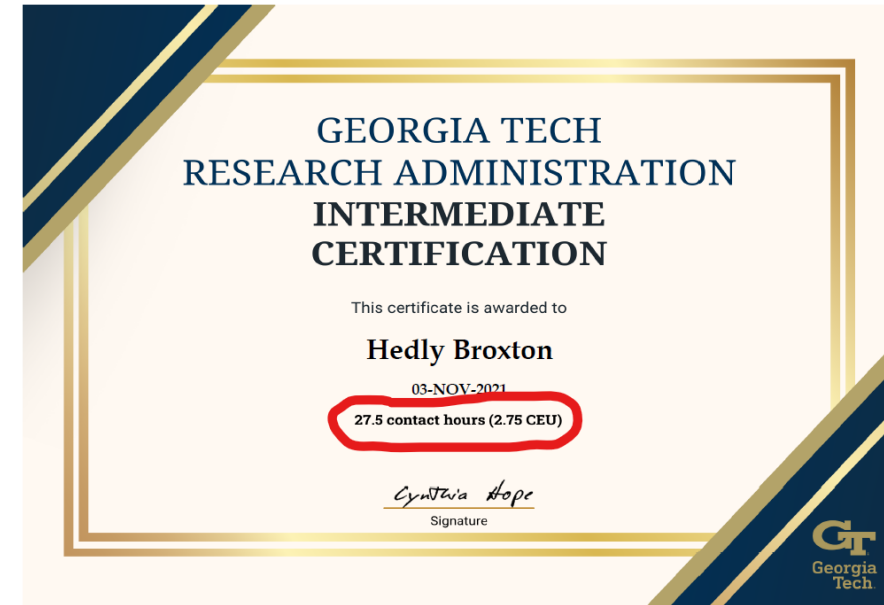 GEORGIA TECH
RESEARCH ADMINISTRATION
INTERMEDIATE
CERTIFICATION
This certificate is awarded to
Hedly Broxton
03-NOV-2021
27.5 contact hours (2.75 CEU)
Cynthia Hope
Signature
GT
Georgia
Tech